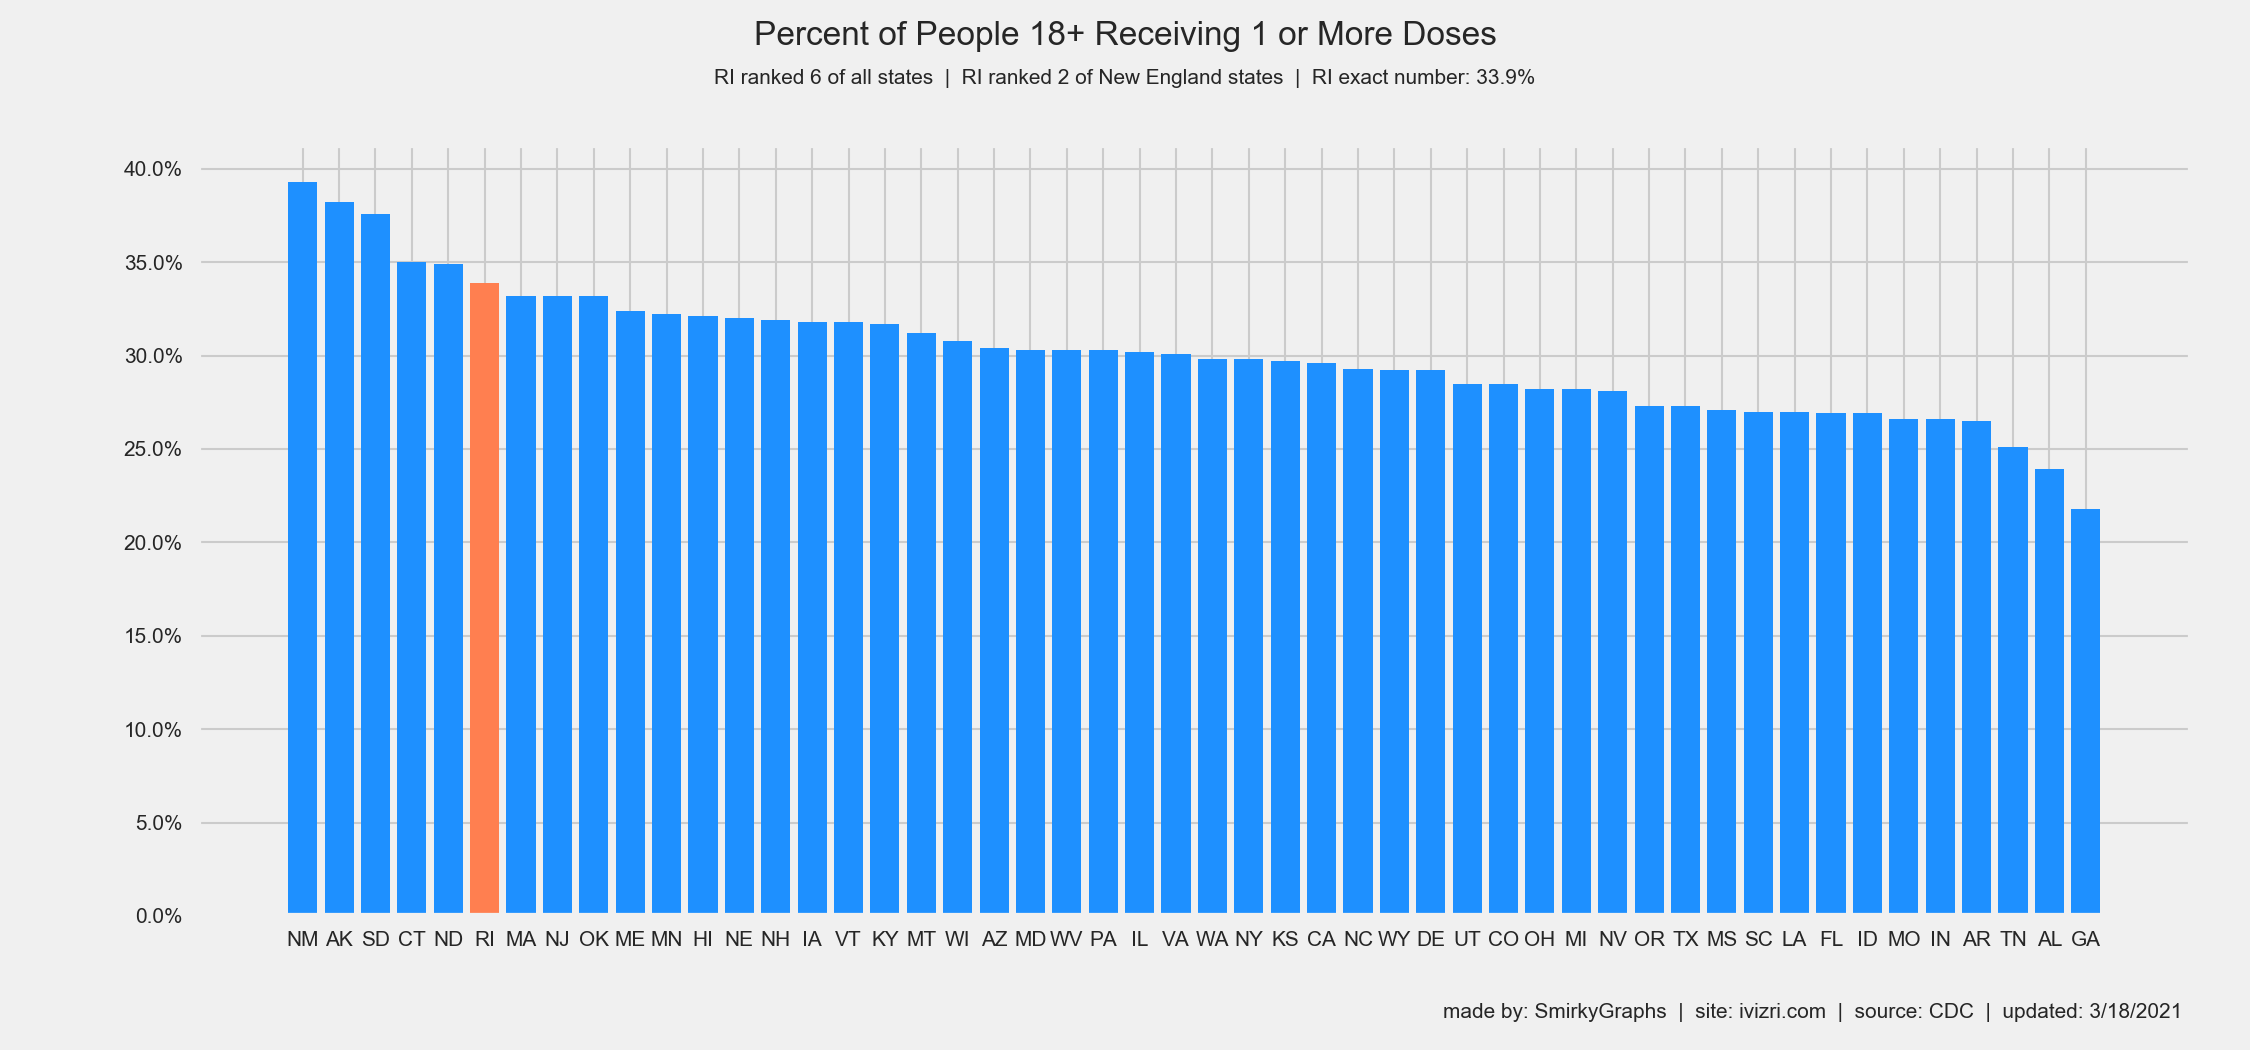 Percent of People 18+ Receiving 1 or More Doses
RI ranked 6 of all states | RI ranked 2 of New England states | RI exact number: 33.9%
40.0%
35.0%
30.0%
25.0%
20.0%
15.0%
10.0%
5.0%
0.0%
NM AK SD CT ND RI MA NJ OK ME MN HI NE NH IA VT KY MT WI AZ MD WV PA IL VA WA NY KS CA NC WY DE UT CO OH MI NV OR TX MS SC LA FL ID MO IN AR TN AL GA
made by: SmirkyGraphs | site: ivizri.com | source: CDC | updated: 3/18/2021